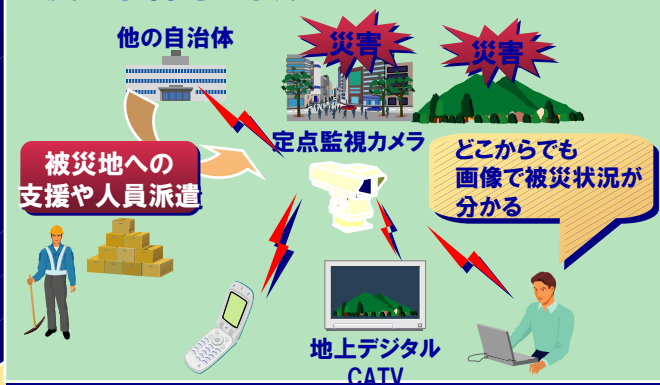 他の自治体
災害
災害
定点監視カメラ
被災地への
支援や人員派遣
どこからでも
画像で被災状況が
分かる
地上デジタル
CATV